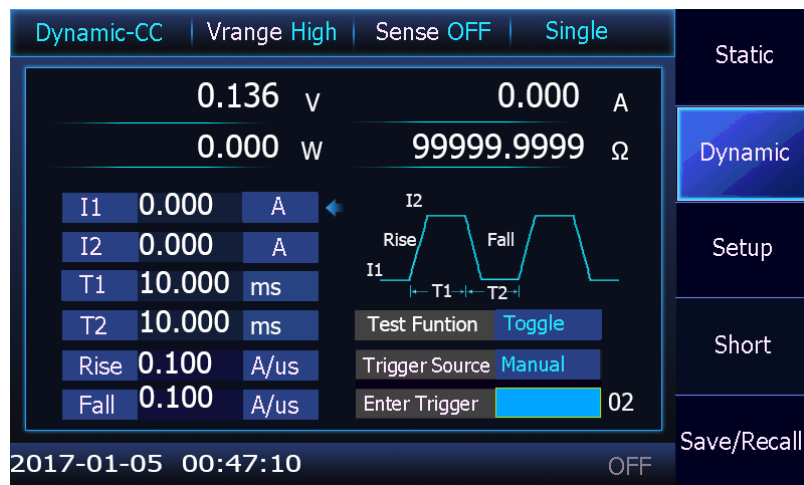 Dynamic-CC Vrange High Sense OFF Single
0.136 V 0.000 A
0.000 W 99999.9999 Ω
I1 0.000 A
I2 0.000 A
T1 10.000 ms
T2 10.000 ms
Rise 0.100 A/us
Fall 0.100 A/us
I2
Rise Fall
I1
T1 T2
Test Funtion Toggle
Trigger Source Manual
Enter Trigger 02
2017-01-05 00:47:10 OFF
Static
Dynamic
Setup
Short
Save/Recall